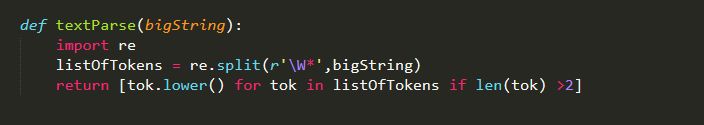 def textParse(bigString):
    import re
    listOfTokens = re.split(r'\W*',bigString)
    return [tok.lower() for tok in listOfTokens if len(tok) >2]